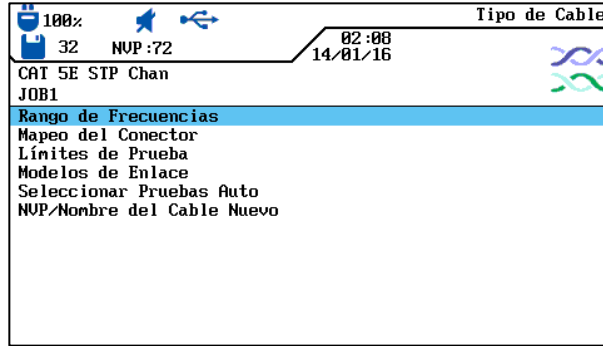 100% Tipo de Cable
32 NVP:72 02:08
14/01/16
CAT 5E STP Chan
JOB1
Rango de Frecuencias
Mapeo del Conector
Límites de Prueba
Modelos de Enlace
Seleccionar Pruebas Auto
NVP/Nombre del Cable Nuevo